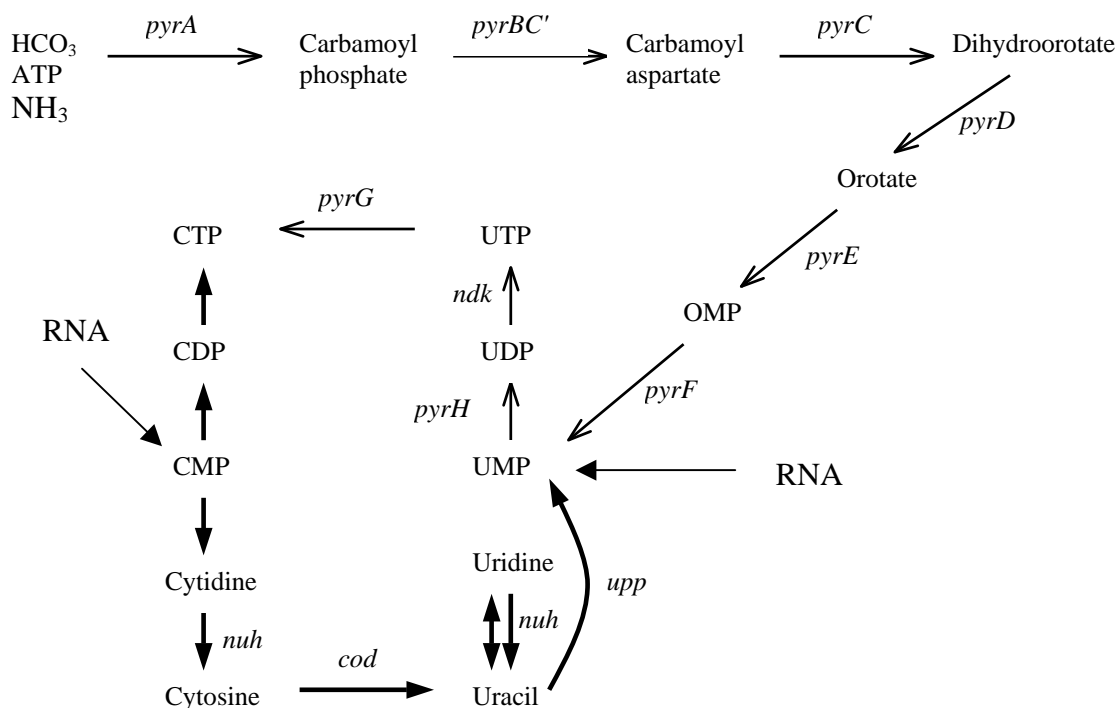 pyrA
pyrBC'
pyrC
HCO₃
ATP
NH₃
Carbamoyl
phosphate
Carbamoyl
aspartate
Dihydroorotate
pyrD
Orotate
pyrG
CTP
UTP
pyrE
ndk
OMP
RNA
CDP
UDP
pyrF
pyrH
CMP
UMP
RNA
Cytidine
Uridine
upp
nuh
nuh
cod
Cytosine
Uracil